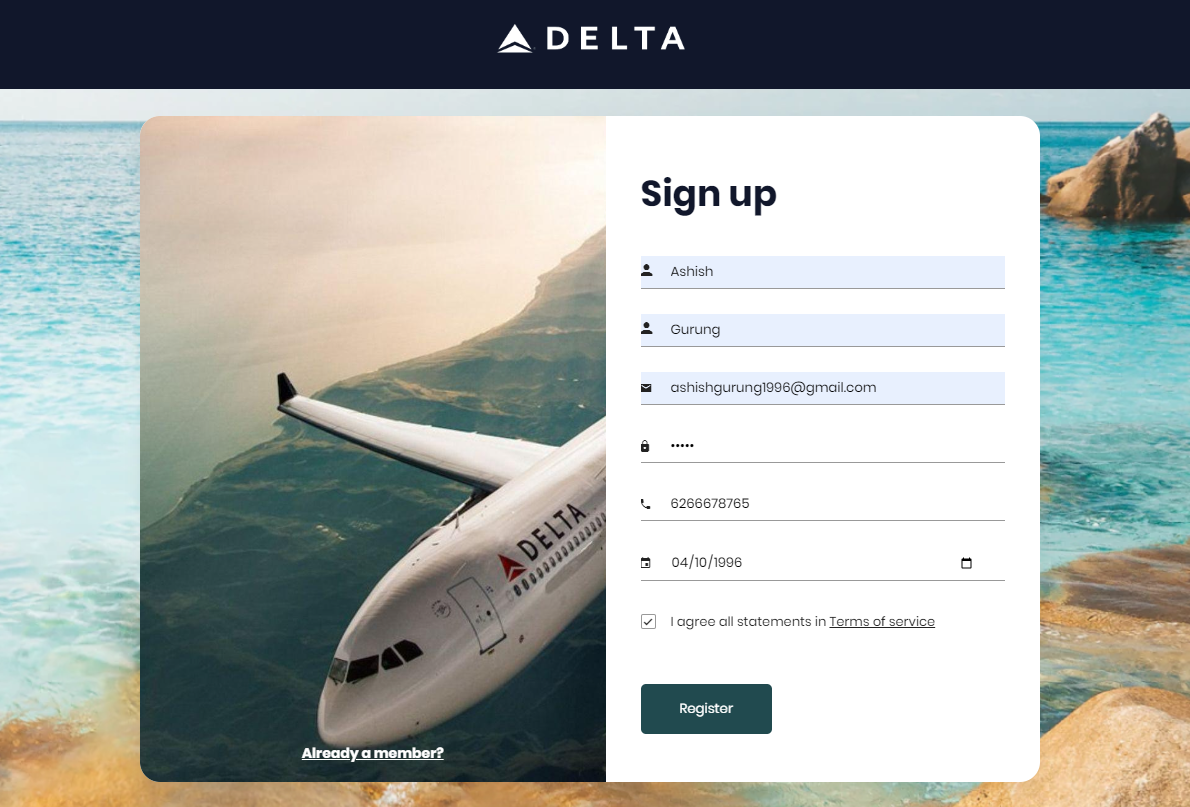 DELTA
DELTA
Already a member?
Sign up
Ashish
Gurung
ashishgurung1996@gmail.com
•••••
6266678765
04/10/1996
I agree all statements in Terms of service
Register